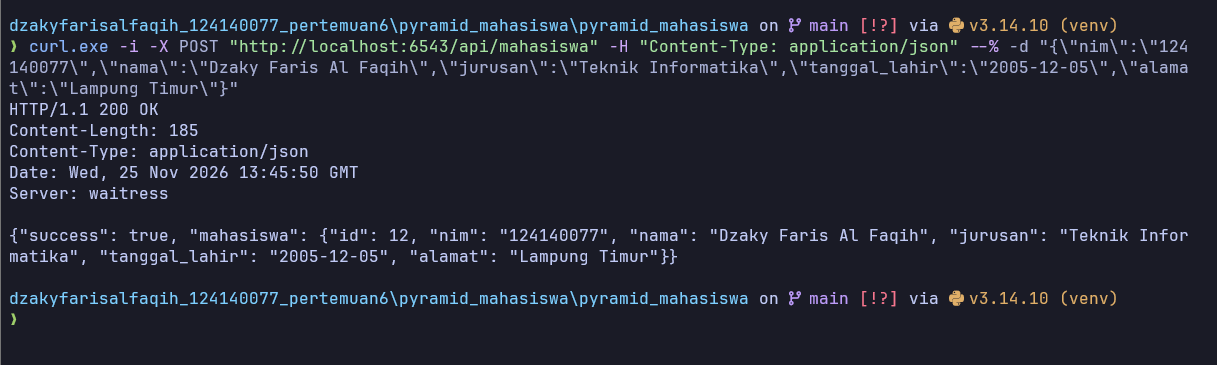 dzakyfarisalfaqih_124140077_pertemuan6\pyramid_mahasiswa\pyramid_mahasiswa on main [!?] via v3.14.10 (venv)
❯ curl.exe -i -X POST "http://localhost:6543/api/mahasiswa" -H "Content-Type: application/json" --% -d "{\"nim\":\"124
140077\",\"nama\":\"Dzaky Faris Al Faqih\",\"jurusan\":\"Teknik Informatika\",\"tanggal_lahir\":\"2005-12-05\",\"alama
t\":\"Lampung Timur\"}"
HTTP/1.1 200 OK
Content-Length: 185
Content-Type: application/json
Date: Wed, 25 Nov 2026 13:45:50 GMT
Server: waitress
{"success": true, "mahasiswa": {"id": 12, "nim": "124140077", "nama": "Dzaky Faris Al Faqih", "jurusan": "Teknik Infor
matika", "tanggal_lahir": "2005-12-05", "alamat": "Lampung Timur"}}
dzakyfarisalfaqih_124140077_pertemuan6\pyramid_mahasiswa\pyramid_mahasiswa on main [!?] via v3.14.10 (venv)
❯